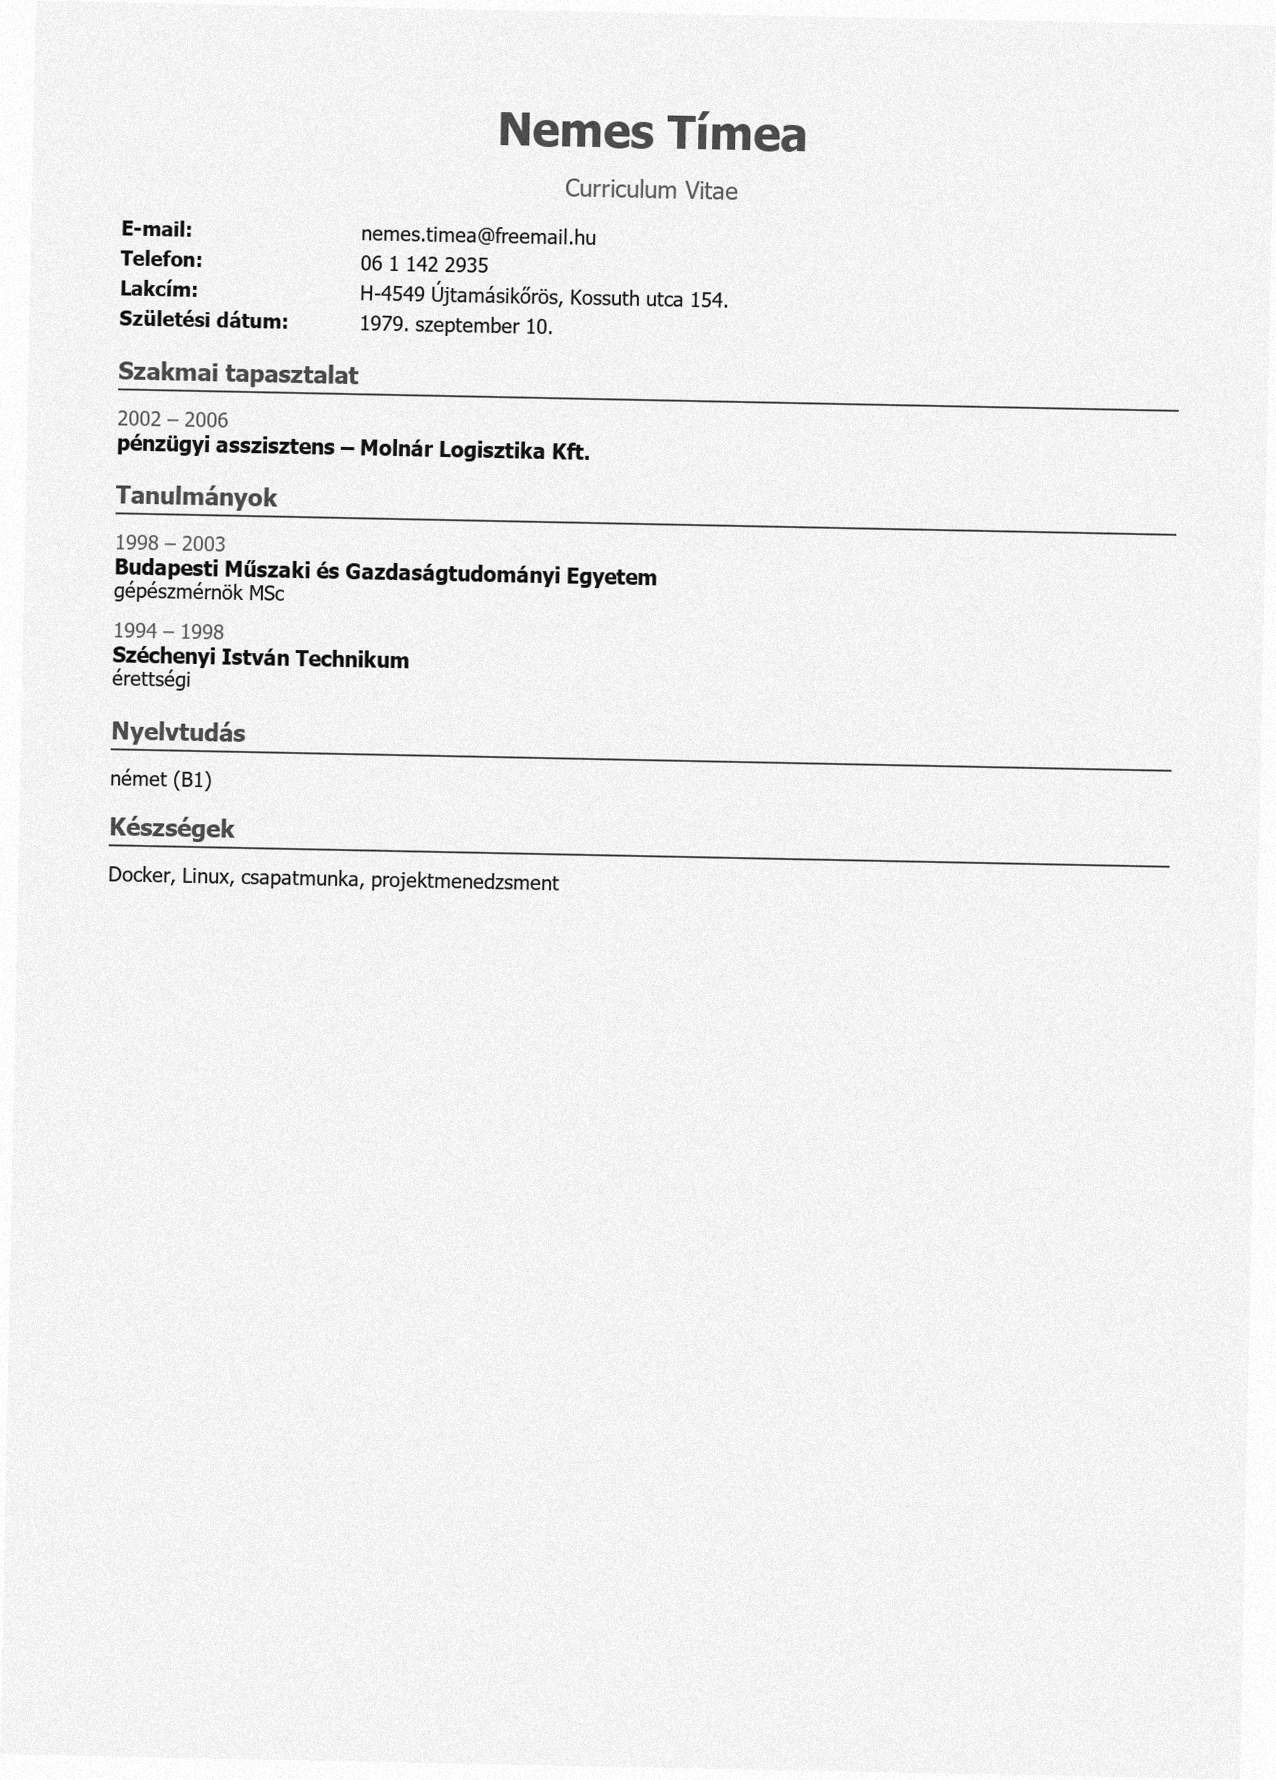 Nemes Tímea
Curriculum Vitae
E-mail: nemes.timea@freemail.hu
Telefon: 06 1 142 2935
Lakcím: H-4549 Újtamásikőrös, Kossuth utca 154.
Születési dátum: 1979. szeptember 10.
Szakmai tapasztalat
2002 – 2006
pénzügyi asszisztens – Molnár Logisztika Kft.
Tanulmányok
1998 – 2003
Budapesti Műszaki és Gazdaságtudományi Egyetem
gépészmérnök MSc
1994 – 1998
Széchenyi István Technikum
érettségi
Nyelvtudás
német (B1)
Készségek
Docker, Linux, csapatmunka, projektmenedzsment